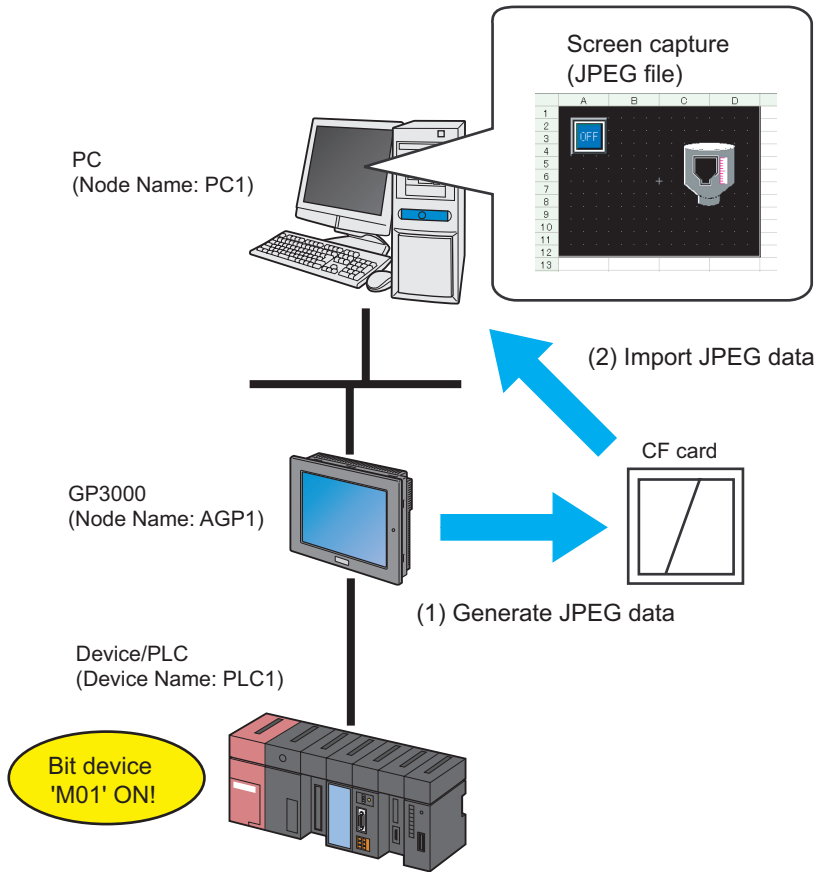 Screen capture
(JPEG file)
A B C D
1
2
3
4
5
6
7
8
9
10
11
12
13
OFF
PC
(Node Name: PC1)
(2) Import JPEG data
CF card
GP3000
(Node Name: AGP1)
(1) Generate JPEG data
Device/PLC
(Device Name: PLC1)
Bit device
'M01' ON!